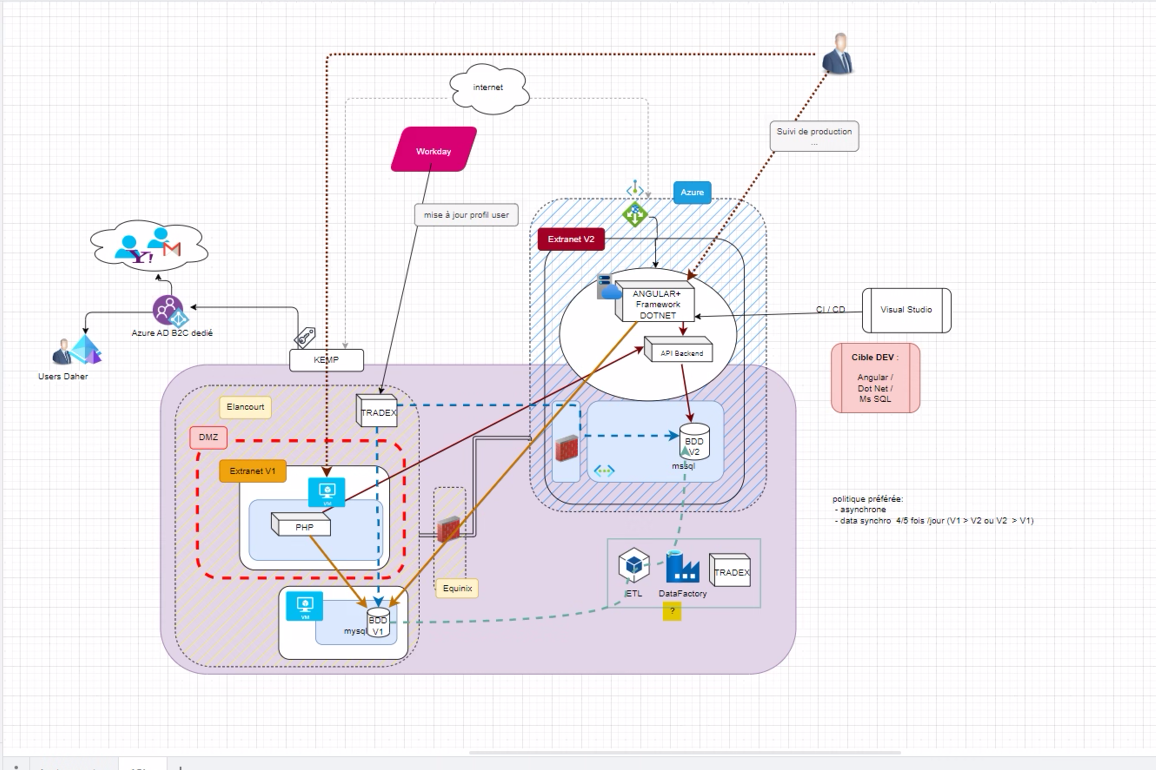 internet
Suivi de production
...
Workday
Azure
mise à jour profil user
Extranet V2
Y!
M
ANGULAR+
Framework
DOTNET
CI / CD
Visual Studio
Azure AD B2C dedié
API Backend
KEMP
Cible DEV :
Angular /
Dot Net /
Ms SQL
Users Daher
Elancourt
TRADEX
DMZ
BDD
V2
mssql
Extranet V1
VM
PHP
politique préférée:
- asynchrone
- data synchro 4/5 fois /jour (V1 > V2 ou V2 > V1)
Equinix
ETL
DataFactory
TRADEX
?
VM
BDD
V1
mysql